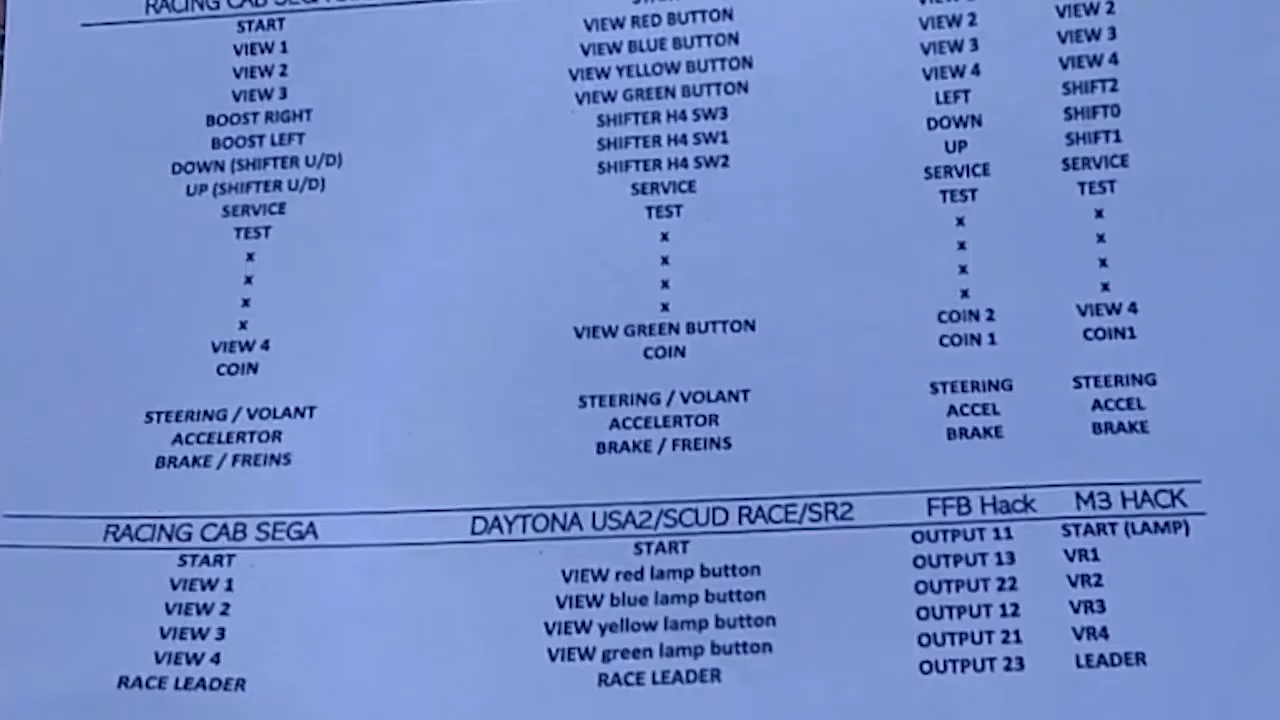 RACING CAB SEGA
START VIEW RED BUTTON VIEW 2 VIEW 2
VIEW 1 VIEW BLUE BUTTON VIEW 3 VIEW 3
VIEW 2 VIEW YELLOW BUTTON VIEW 4 VIEW 4
VIEW 3 VIEW GREEN BUTTON LEFT SHIFT2
BOOST RIGHT SHIFTER H4 SW3 DOWN SHIFT0
BOOST LEFT SHIFTER H4 SW1 UP SHIFT1
DOWN (SHIFTER U/D) SHIFTER H4 SW2 SERVICE SERVICE
UP (SHIFTER U/D) SERVICE TEST TEST
SERVICE TEST x x
TEST x x x
x x x x
x x x x
x x COIN 2 VIEW 4
x VIEW GREEN BUTTON COIN 1 COIN1
VIEW 4 COIN
COIN
STEERING / VOLANT STEERING / VOLANT STEERING STEERING
ACCELERTOR ACCELERTOR ACCEL ACCEL
BRAKE / FREINS BRAKE / FREINS BRAKE BRAKE
RACING CAB SEGA DAYTONA USA2/SCUD RACE/SR2 FFB Hack M3 HACK
START START OUTPUT 11 START (LAMP)
VIEW 1 VIEW red lamp button OUTPUT 13 VR1
VIEW 2 VIEW blue lamp button OUTPUT 22 VR2
VIEW 3 VIEW yellow lamp button OUTPUT 12 VR3
VIEW 4 VIEW green lamp button OUTPUT 21 VR4
RACE LEADER RACE LEADER OUTPUT 23 LEADER